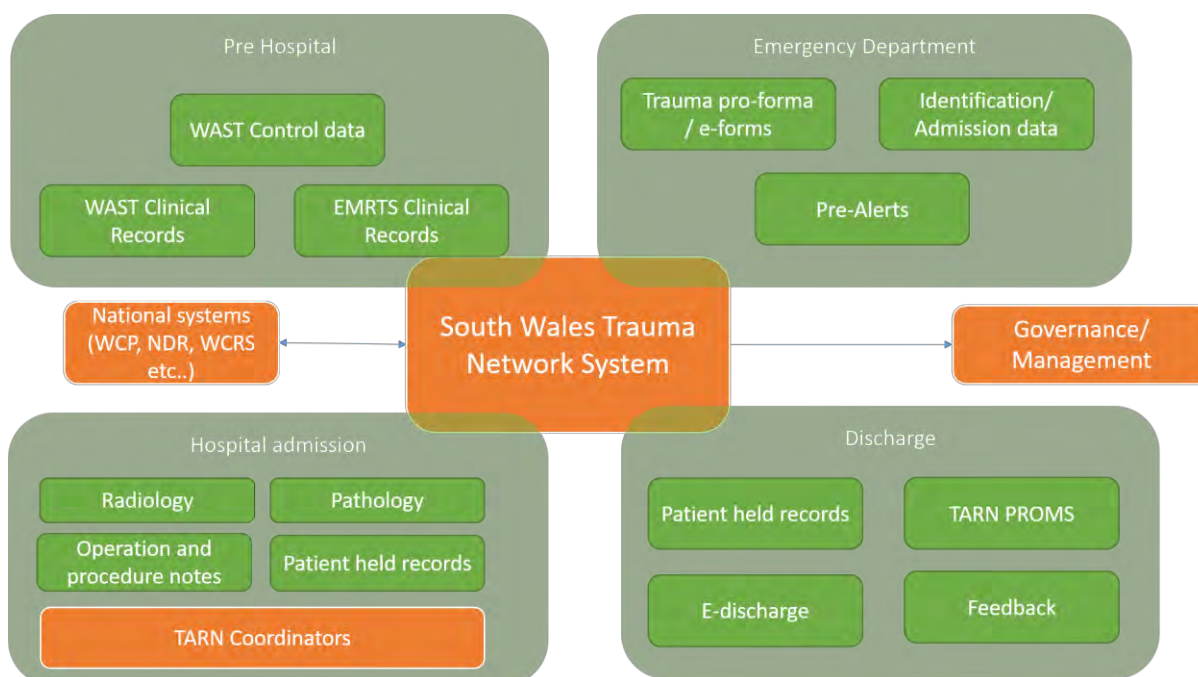 Pre Hospital
WAST Control data
WAST Clinical
Records
EMRTS Clinical
Records
Emergency Department
Trauma pro-forma
/ e-forms
Identification/
Admission data
Pre-Alerts
National systems
(WCP, NDR, WCRS
etc..)
South Wales Trauma
Network System
Governance/
Management
Hospital admission
Radiology
Pathology
Operation and
procedure notes
Patient held records
TARN Coordinators
Discharge
Patient held records
TARN PROMS
E-discharge
Feedback